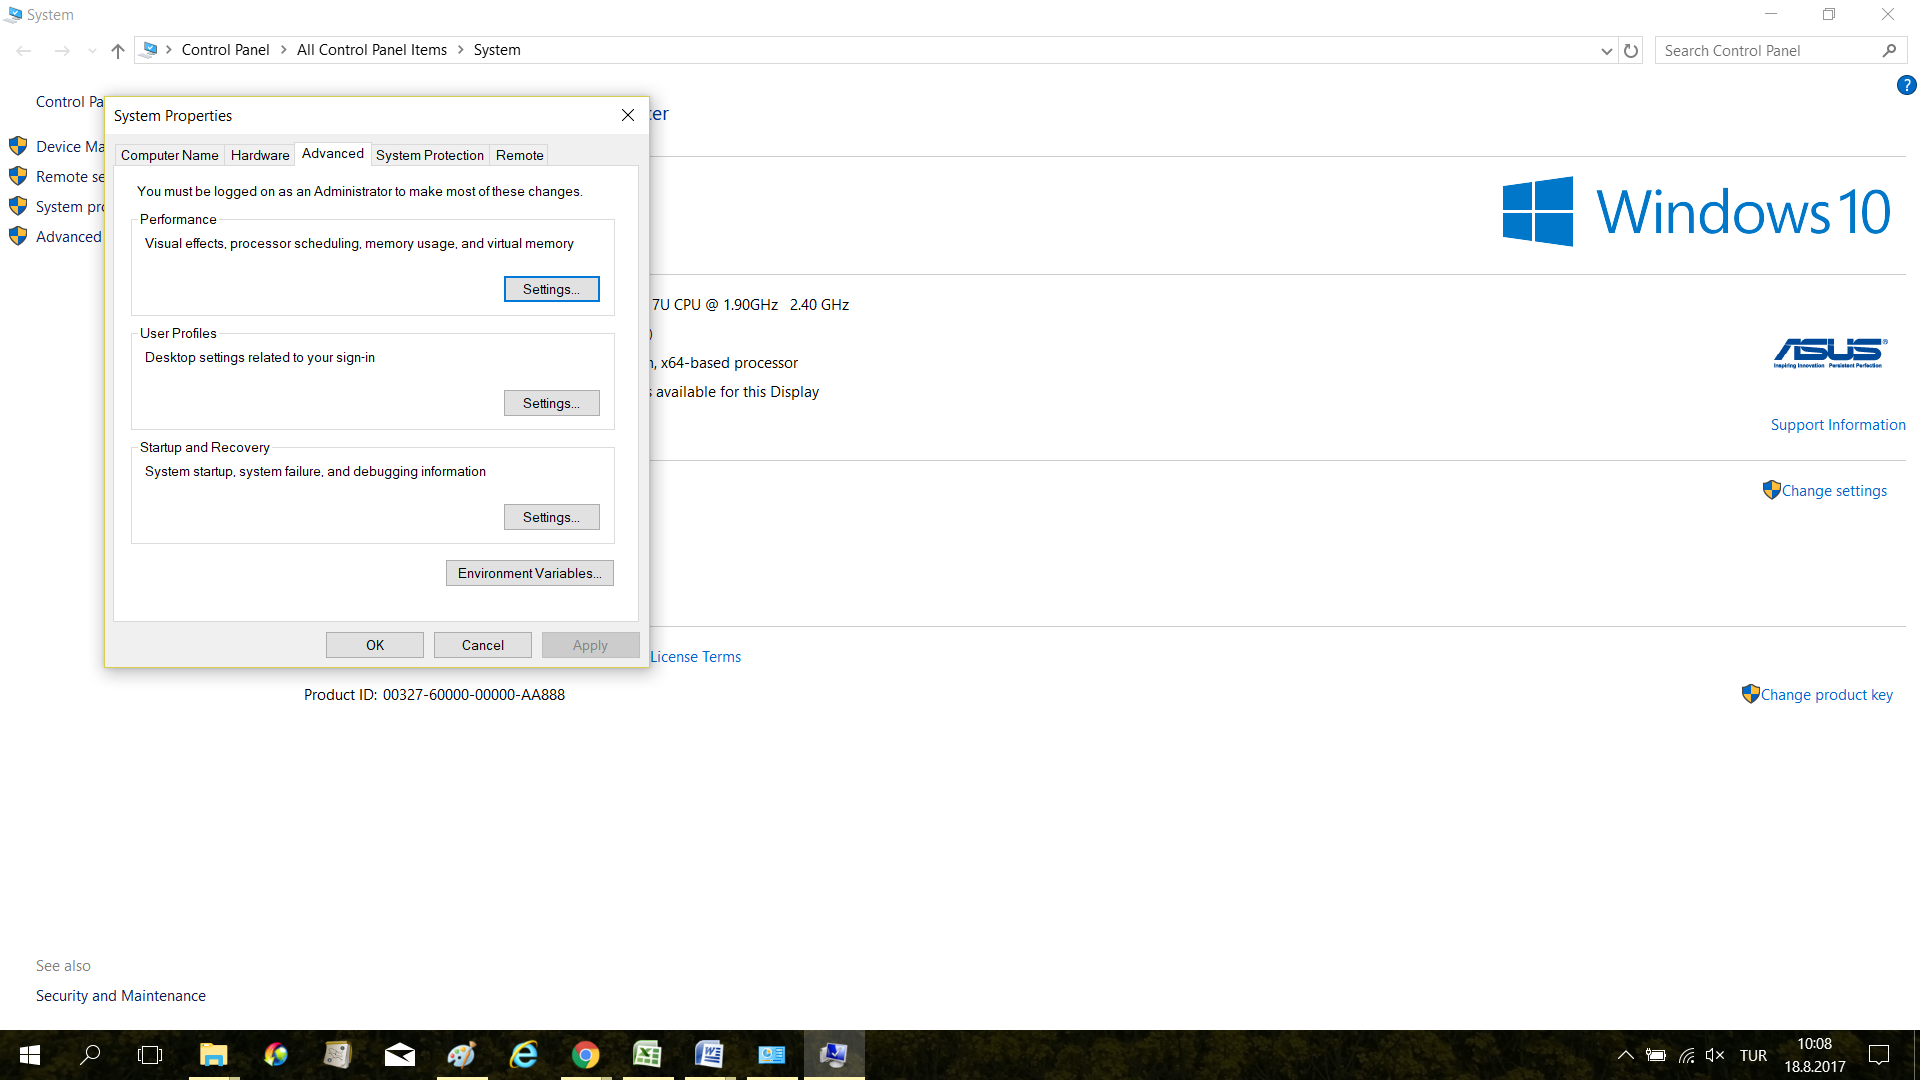 System
Control Panel
All Control Panel Items
System
Search Control Panel
Control Pa
Device Ma
Remote se
System pro
Advanced
System Properties
Computer Name
Hardware
Advanced
System Protection
Remote
You must be logged on as an Administrator to make most of these changes.
Performance
Visual effects, processor scheduling, memory usage, and virtual memory
Settings...
User Profiles
Desktop settings related to your sign-in
Settings...
Startup and Recovery
System startup, system failure, and debugging information
Settings...
Environment Variables...
OK
Cancel
Apply
ter
Windows 10
7U CPU @ 1.90GHz 2.40 GHz
)
, x64-based processor
available for this Display
ASUS
Inspiring Innovation Persistent Perfection
Support Information
Change settings
License Terms
Product ID: 00327-60000-00000-AA888
Change product key
See also
Security and Maintenance
TUR
10:08
18.8.2017